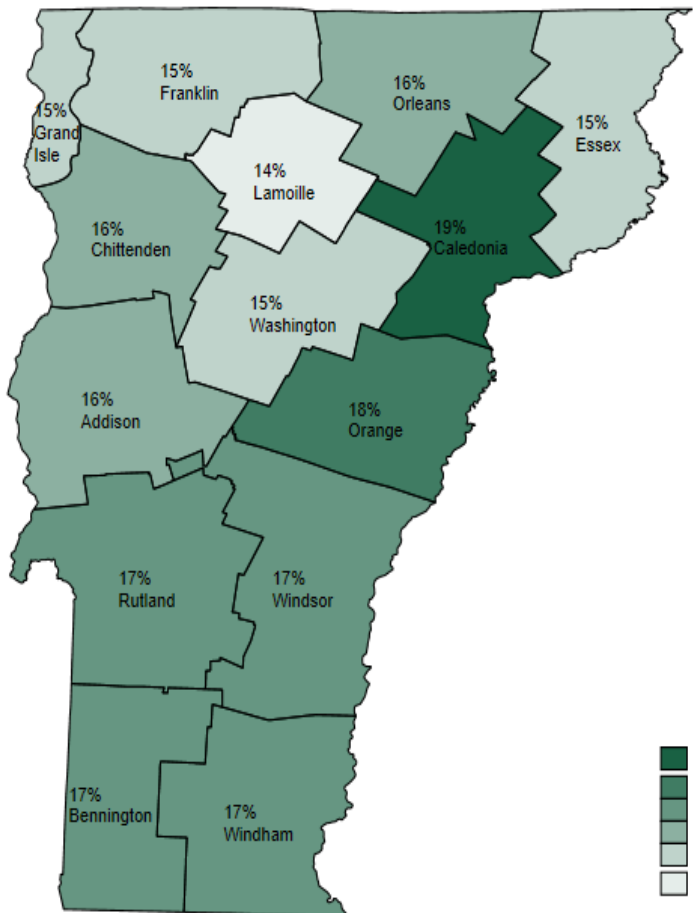 15%
Franklin
16%
Orleans
15%
Grand
Isle
15%
Essex
14%
Lamoille
16%
Chittenden
19%
Caledonia
15%
Washington
16%
Addison
18%
Orange
17%
Rutland
17%
Windsor
17%
Bennington
17%
Windham